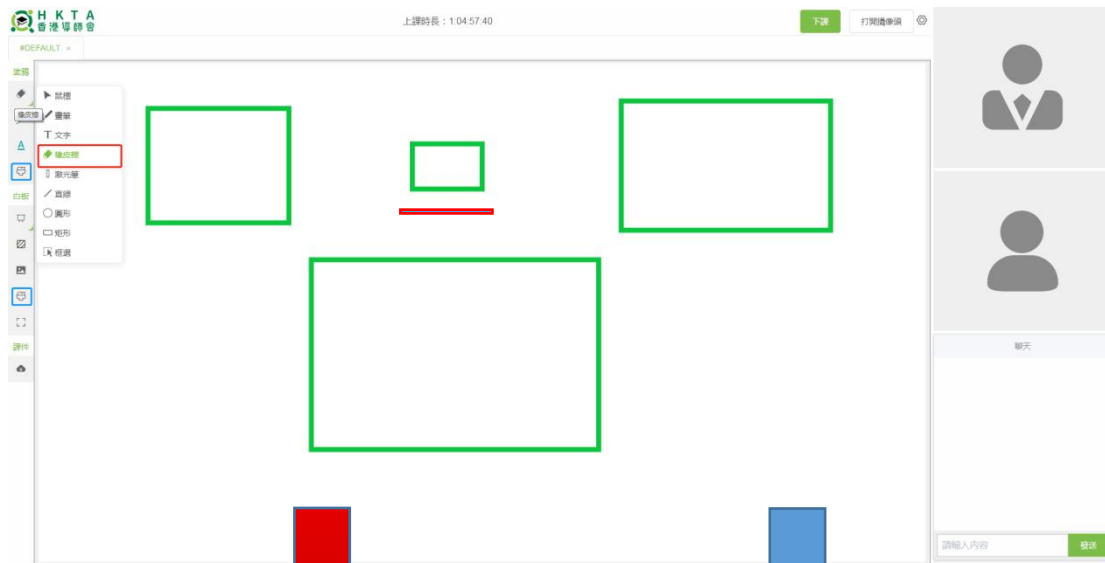 HKTA
香港導師會
上課時長：1:04:57:40
下課
打開攝像頭
#DEFAULT ×
塗鴉
鼠標
橡皮擦
畫筆
T 文字
A
橡皮擦
激光筆
直線
圓形
矩形
框選
白板
課件
聊天
請輸入內容
發送